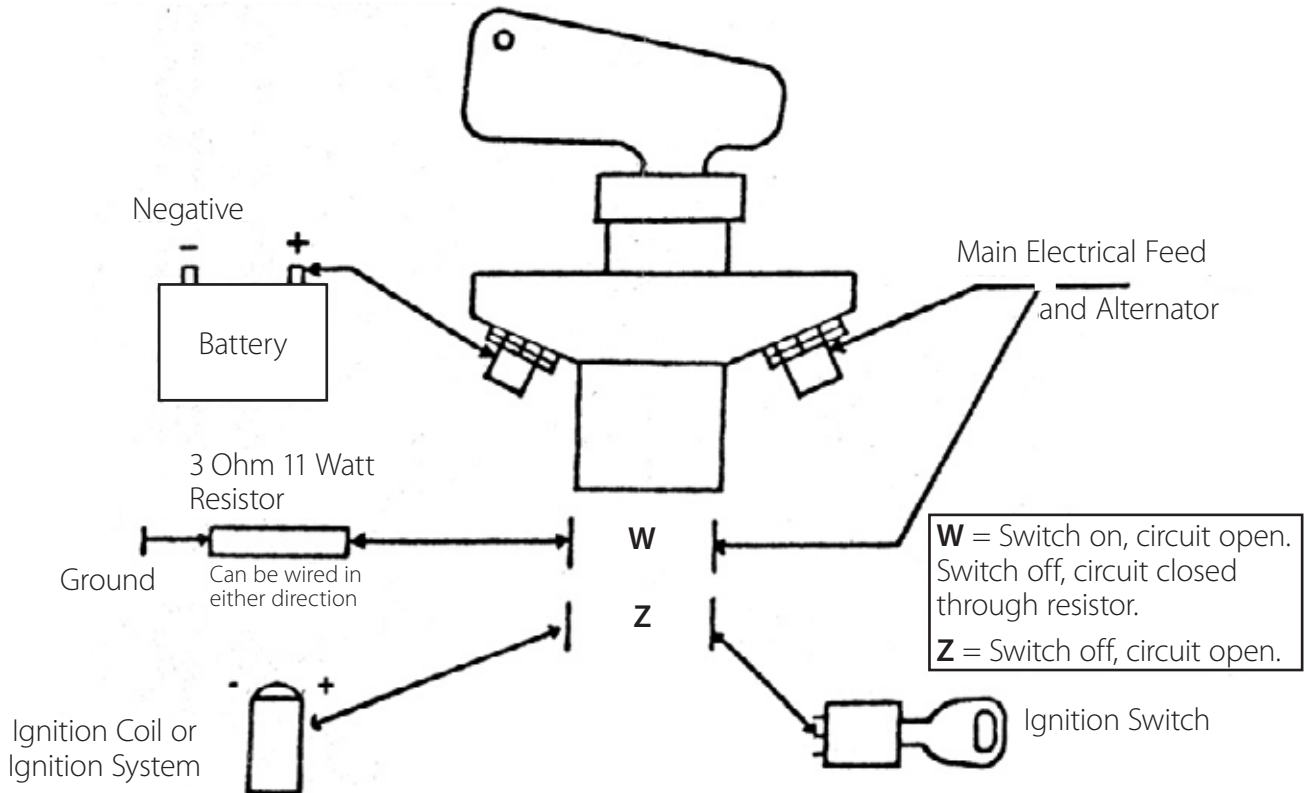 Negative
- +
Battery
Main Electrical Feed
and Alternator
3 Ohm 11 Watt
Resistor
Ground
Can be wired in
either direction
W
Z
W = Switch on, circuit open.
Switch off, circuit closed
through resistor.
Z = Switch off, circuit open.
- +
Ignition Coil or
Ignition System
Ignition Switch